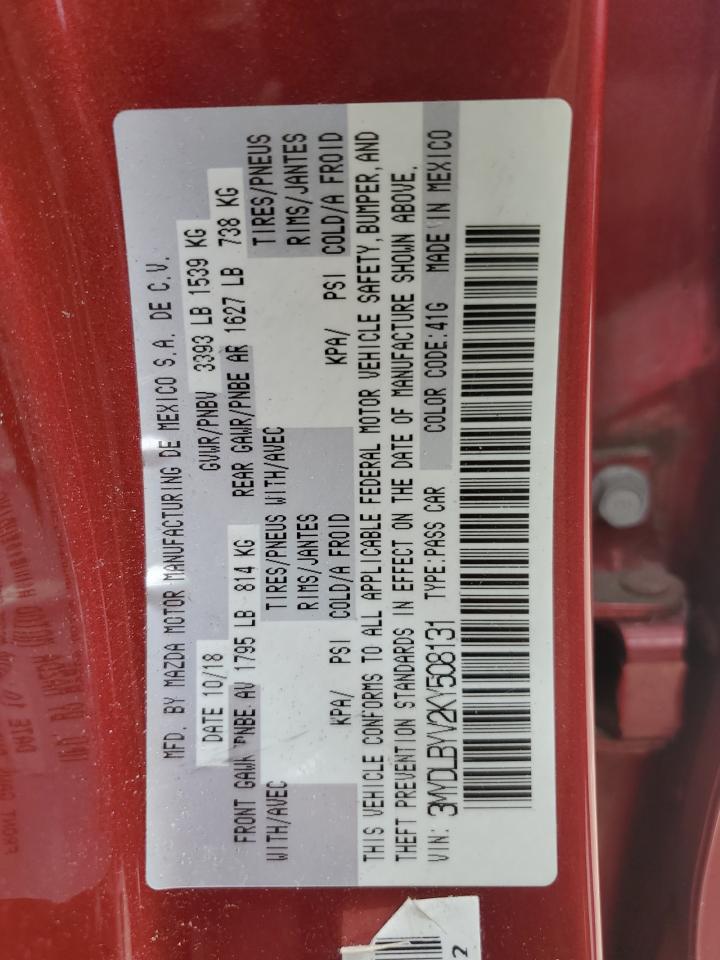 MFD. BY MAZDA MOTOR MANUFACTURING DE MEXICO S.A. DE C.V.
DATE 10/18 GVWR/PNBV 3393 LB 1539 KG
FRONT GAWR PNBE AV 1795 LB 814 KG REAR GAWR/PNBE AR 1627 LB 738 KG
WITH/AVEC TIRES/PNEUS WITH/AVEC TIRES/PNEUS
RIMS/JANTES RIMS/JANTES
KPA/ PSI COLD/A FROID KPA/ PSI COLD/A FROID
THIS VEHICLE CONFORMS TO ALL APPLICABLE FEDERAL MOTOR VEHICLE SAFETY, BUMPER, AND
THEFT PREVENTION STANDARDS IN EFFECT ON THE DATE OF MANUFACTURE SHOWN ABOVE.
VIN: 3MYDLBYV2KY508131 TYPE:PASS CAR COLOR CODE:41G MADE IN MEXICO
2